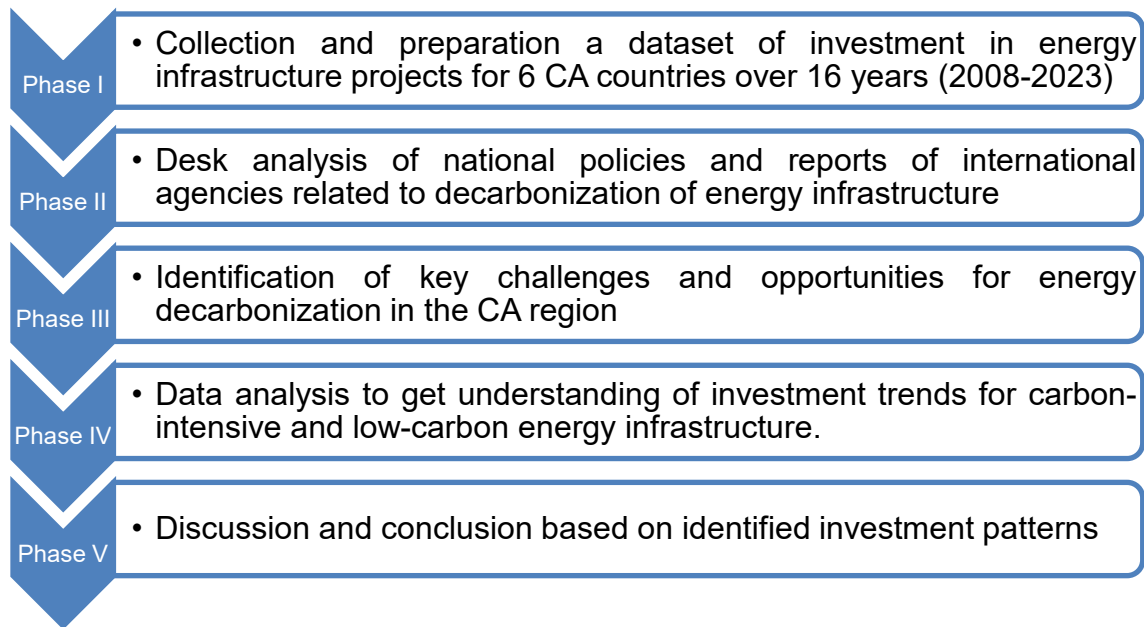 Phase I
• Collection and preparation a dataset of investment in energy
infrastructure projects for 6 CA countries over 16 years (2008-2023)
Phase II
• Desk analysis of national policies and reports of international
agencies related to decarbonization of energy infrastructure
Phase III
• Identification of key challenges and opportunities for energy
decarbonization in the CA region
Phase IV
• Data analysis to get understanding of investment trends for carbon-
intensive and low-carbon energy infrastructure.
Phase V
• Discussion and conclusion based on identified investment patterns